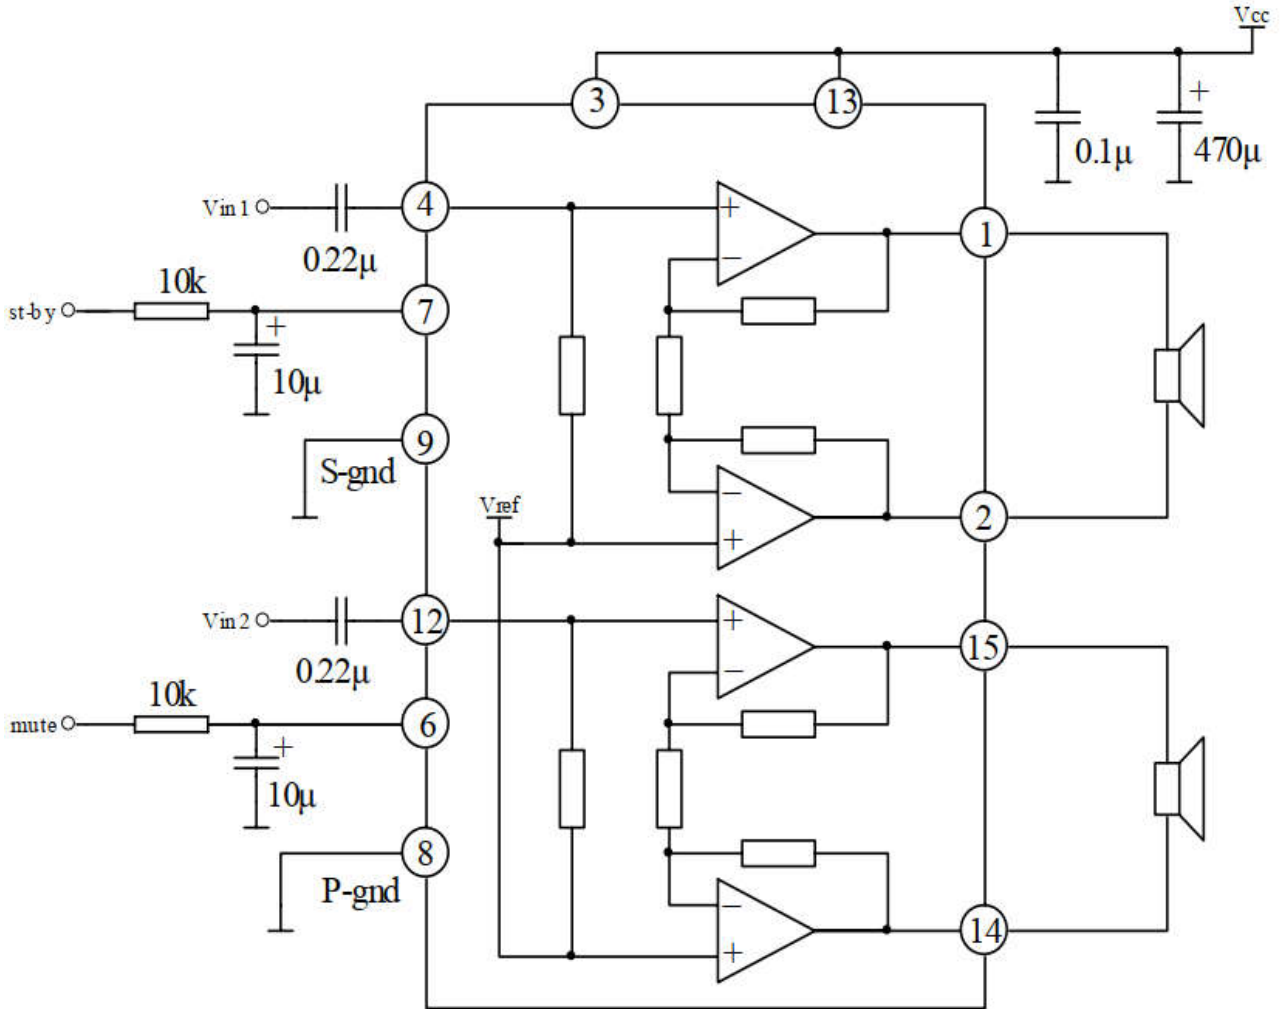 Vcc
3
13
+
+
0.1µ
470µ
Vin 1
4
0.22µ
+
−
1
10k
st-by
7
+
10µ
9
S-gnd
−
+
2
Vref
Vin 2
12
0.22µ
+
−
15
10k
mute
6
+
10µ
8
P-gnd
−
+
14